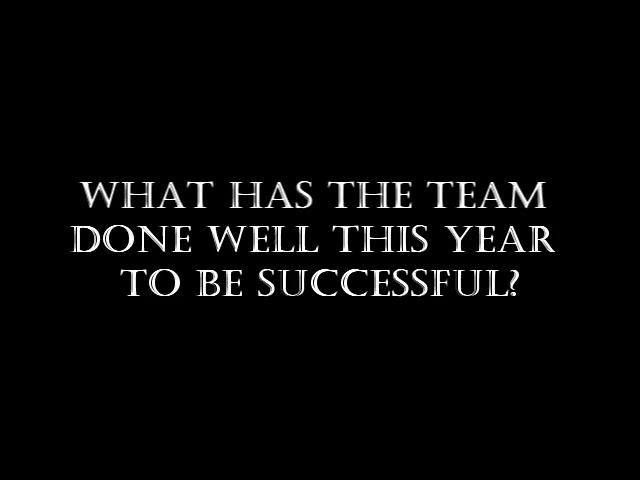 WHAT HAS THE TEAM
DONE WELL THIS YEAR
TO BE SUCCESSFUL?